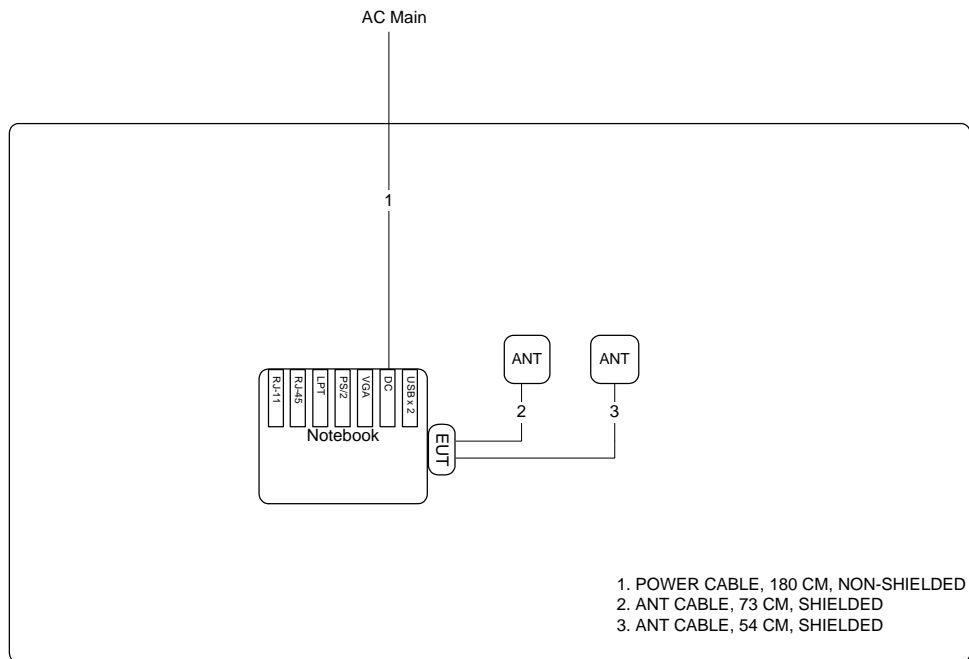 AC Main
1
ANT
ANT
RJ-11
RJ-45
LPT
PS/2
VGA
DC
USB x 2
2
3
Notebook
EUT
1. POWER CABLE, 180 CM, NON-SHIELDED
2. ANT CABLE, 73 CM, SHIELDED
3. ANT CABLE, 54 CM, SHIELDED